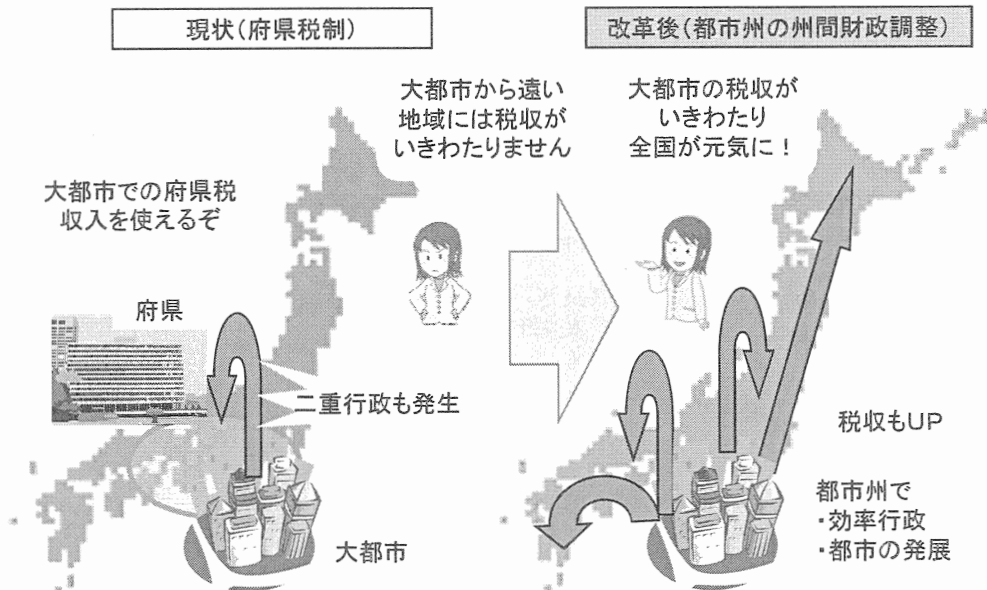 現状(府県税制)
大都市から遠い
地域には税収が
いきわたりません
大都市での府県税
収入を使えるぞ
府県
二重行政も発生
大都市
改革後(都市州の州間財政調整)
大都市の税収が
いきわたり
全国が元気に!
税収もUP
都市州で
・効率行政
・都市の発展